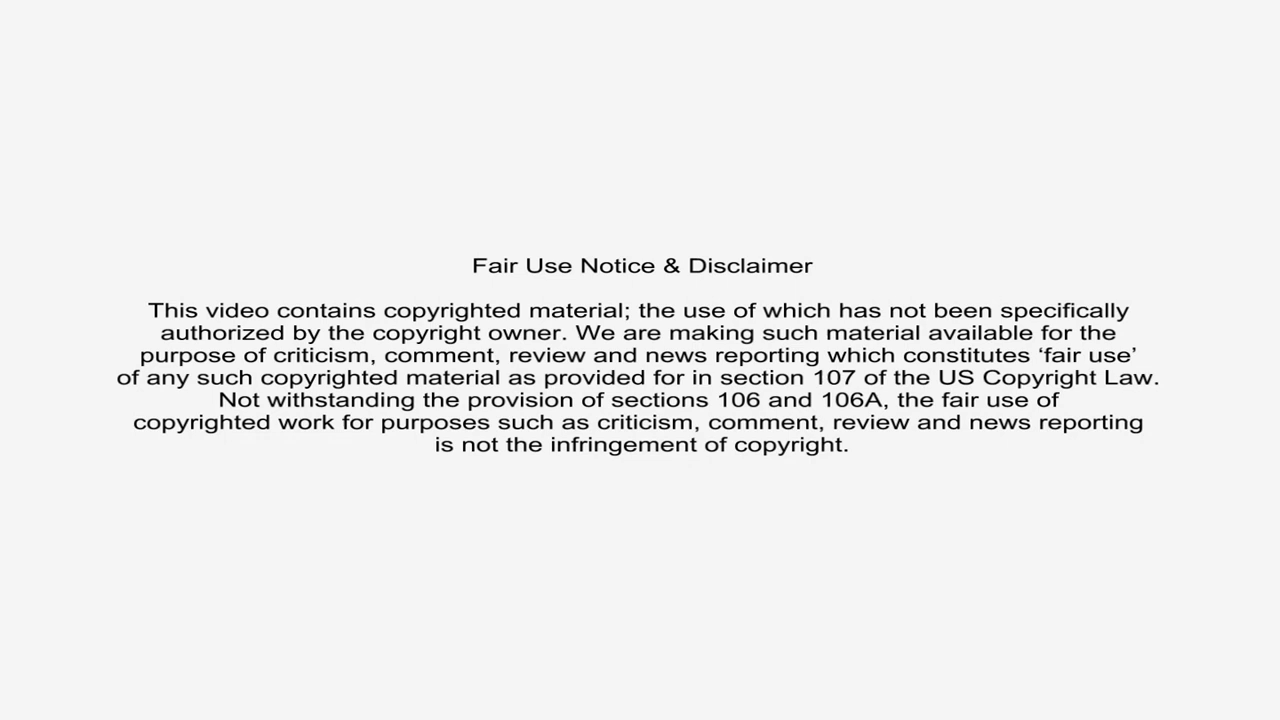 Fair Use Notice & Disclaimer
This video contains copyrighted material; the use of which has not been specifically
authorized by the copyright owner. We are making such material available for the
purpose of criticism, comment, review and news reporting which constitutes ‘fair use’
of any such copyrighted material as provided for in section 107 of the US Copyright Law.
Not withstanding the provision of sections 106 and 106A, the fair use of
copyrighted work for purposes such as criticism, comment, review and news reporting
is not the infringement of copyright.